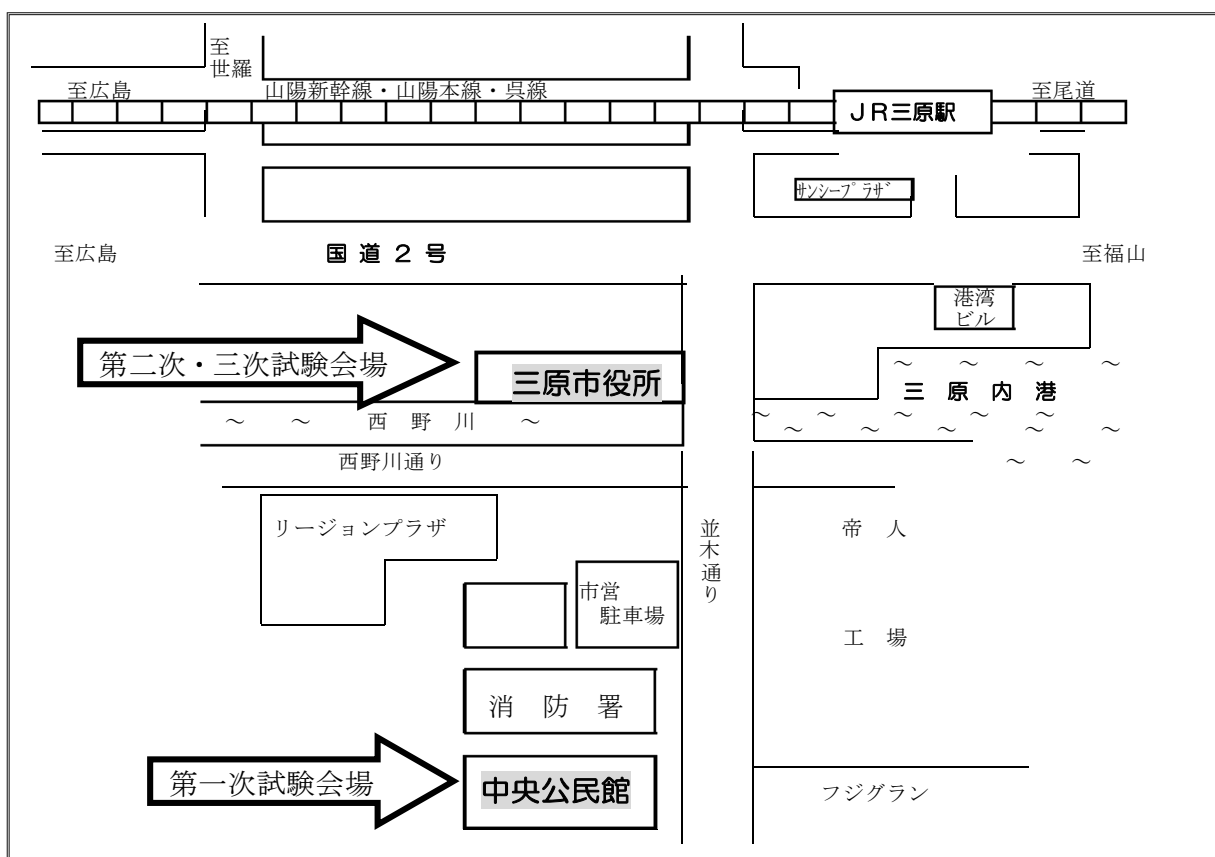 至
世羅
至広島
山陽新幹線・山陽本線・呉線
至尾道
JR三原駅
サンシープラザ
至広島
国道2号
至福山
港湾
ビル
第二次・三次試験会場
三原市役所
三原内港
～ ～ 西野川 ～
西野川通り
リージョンプラザ
並木通り
帝人
市営
駐車場
工場
消防署
第一次試験会場
中央公民館
フジグラン